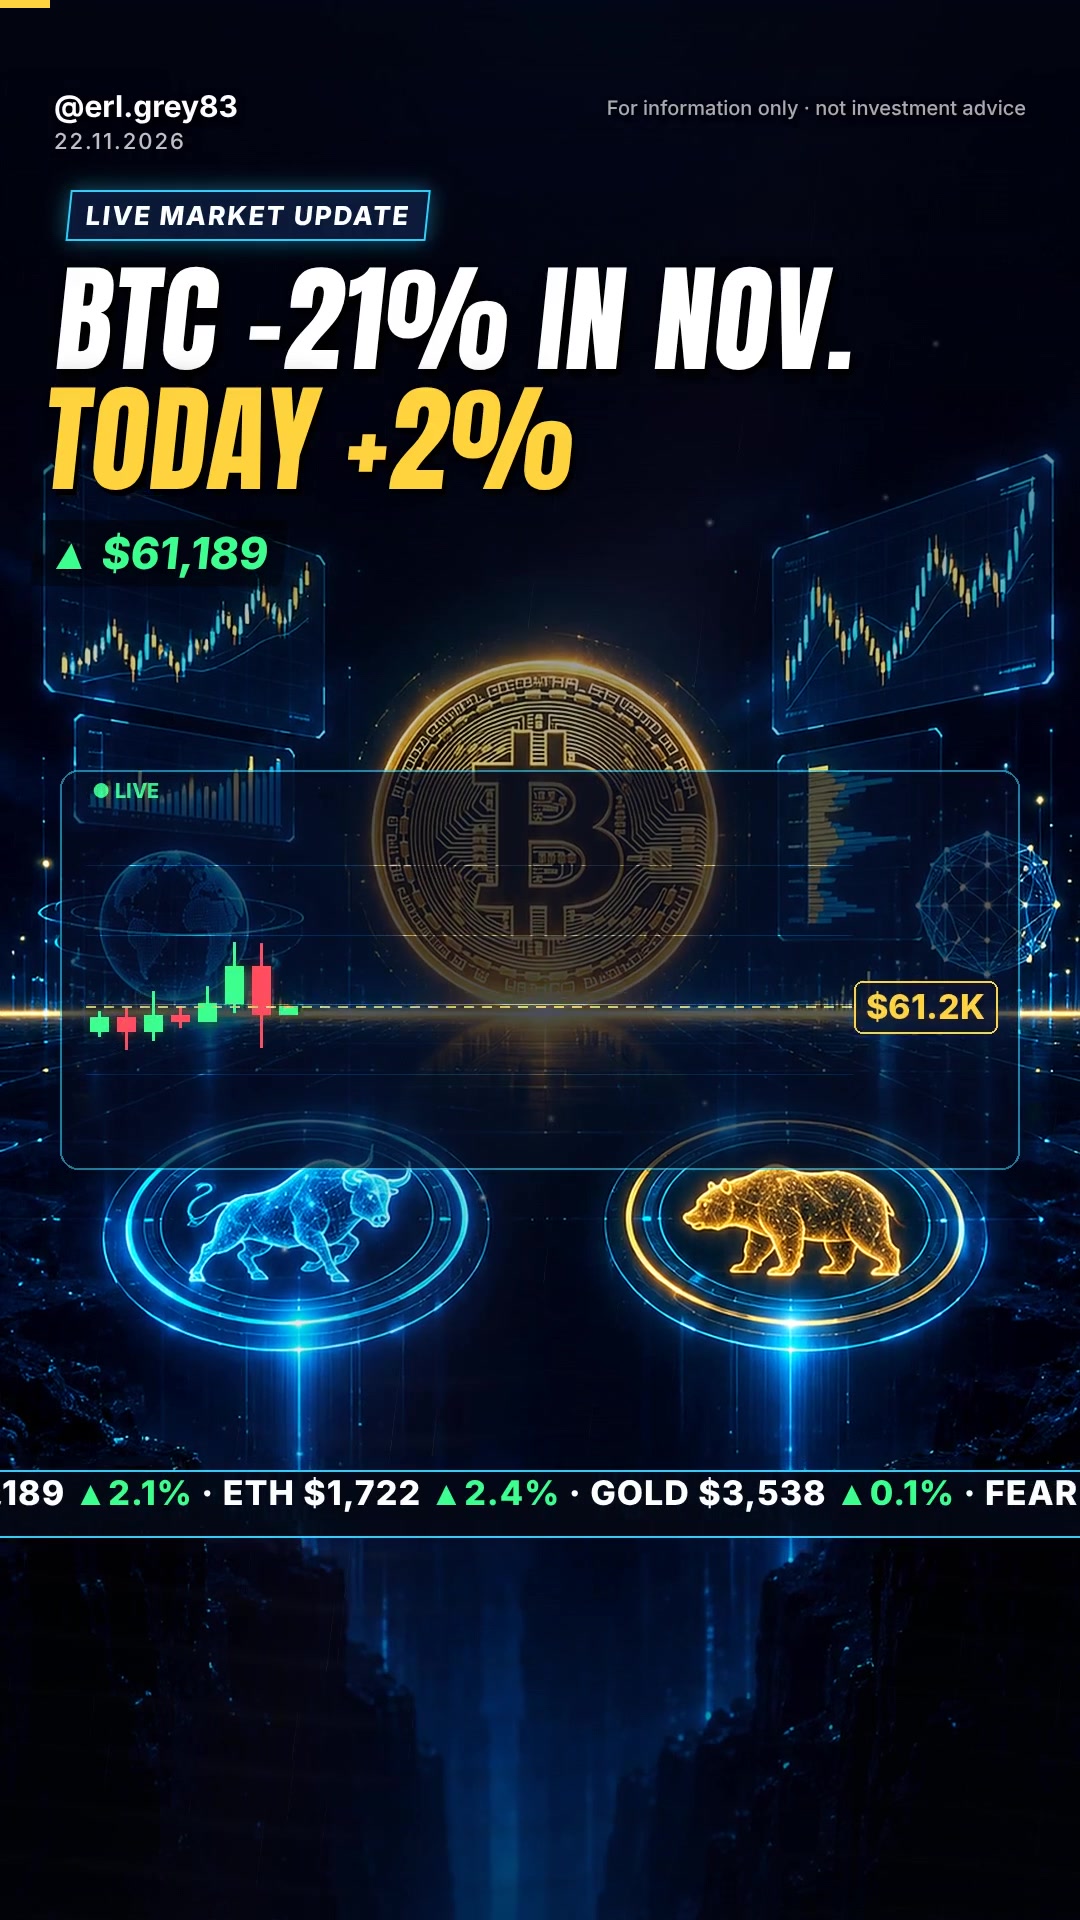 @erl.grey83
For information only · not investment advice
22.11.2026
LIVE MARKET UPDATE
BTC -21% IN NOV.
TODAY +2%
▲ $61,189
LIVE
$61.2K
189 ▲2.1% · ETH $1,722 ▲2.4% · GOLD $3,538 ▲0.1% · FEAR